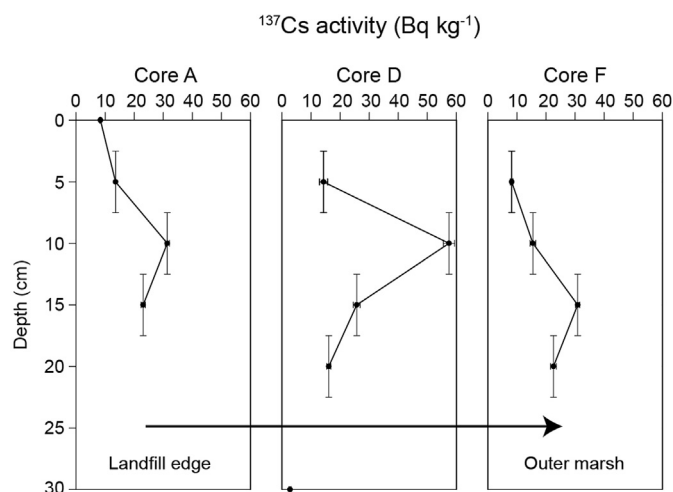 ¹³⁷Cs activity (Bq kg⁻¹)
Core A Core D Core F
0 10 20 30 40 50 60 0 10 20 30 40 50 60 0 10 20 30 40 50 60
0
5
10
15
20
25
30
Depth (cm)
Landfill edge Outer marsh